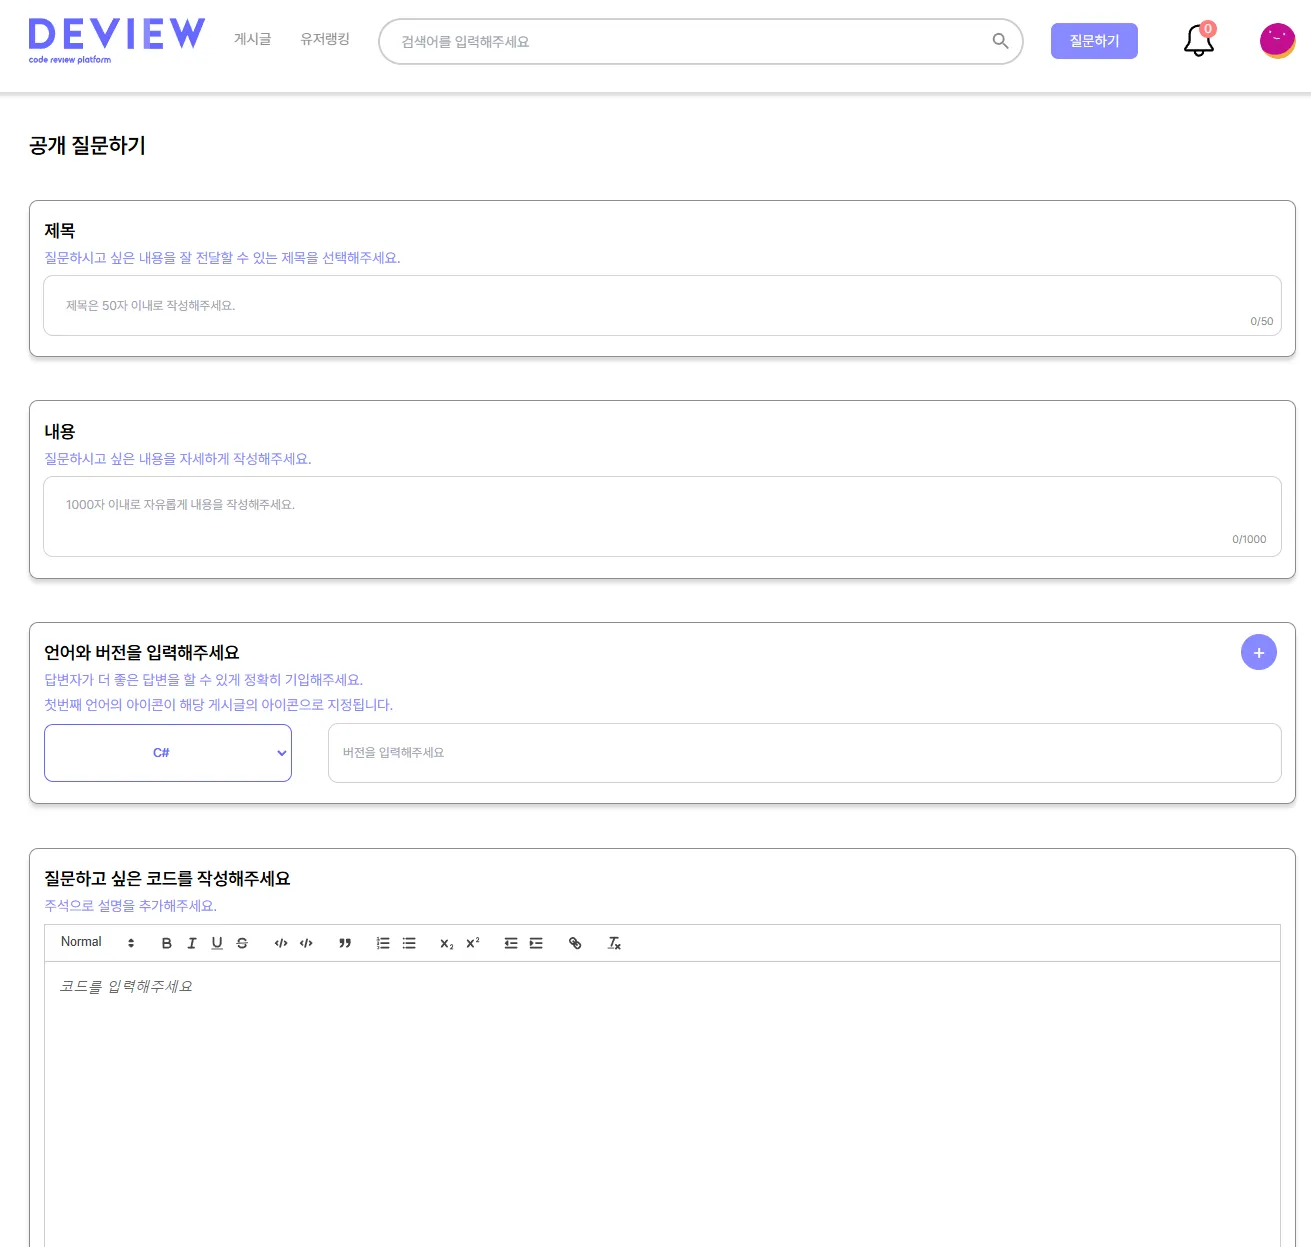 DEVIEW
code review platform
게시글
유저랭킹
검색어를 입력해주세요
질문하기
0
공개 질문하기
제목
질문하시고 싶은 내용을 잘 전달할 수 있는 제목을 선택해주세요.
제목은 50자 이내로 작성해주세요.
0/50
내용
질문하시고 싶은 내용을 자세하게 작성해주세요.
1000자 이내로 자유롭게 내용을 작성해주세요.
0/1000
언어와 버전을 입력해주세요
+
답변자가 더 좋은 답변을 할 수 있게 정확히 기입해주세요.
첫번째 언어의 아이콘이 해당 게시글의 아이콘으로 지정됩니다.
C#
버전을 입력해주세요
질문하고 싶은 코드를 작성해주세요
주석으로 설명을 추가해주세요.
Normal
코드를 입력해주세요